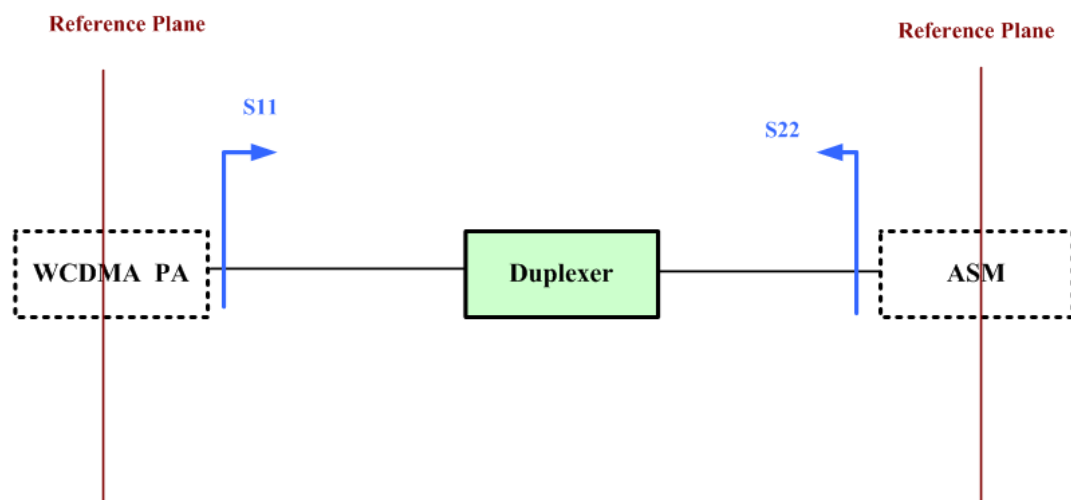 Reference Plane
Reference Plane
S11
S22
WCDMA PA
Duplexer
ASM